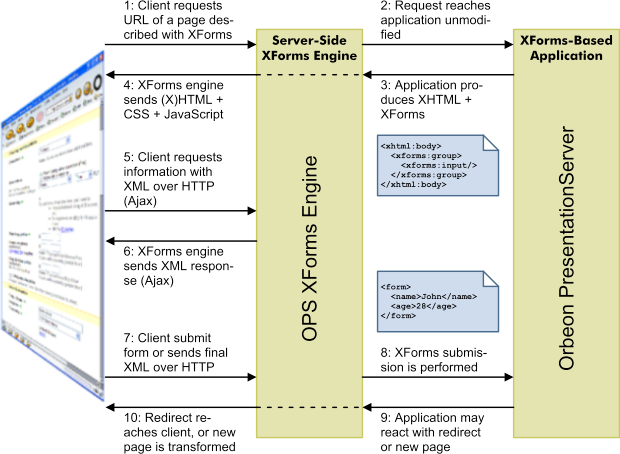 1: Client requests
URL of a page des-
cribed with XForms
2: Request reaches
application unmod-
ified
Server-Side
XForms Engine
XForms-Based
Application
4: XForms engine
sends (X)HTML +
CSS + JavaScript
3: Application pro-
duces XHTML +
XForms
<xhtml:body>
<xforms:group>
<xforms:input/>
</xforms:group>
</xhtml:body>
5: Client requests
information with
XML over HTTP
(Ajax)
6: XForms engine
sends XML respon-
se (Ajax)
OPS XForms Engine
Orbeon PresentationServer
<form>
<name>John</name>
<age>28</age>
</form>
7: Client submit
form or sends final
XML over HTTP
8: XForms submis-
sion is performed
10: Redirect re-
aches client, or new
page is transformed
9: Application may
react with redirect
or new page